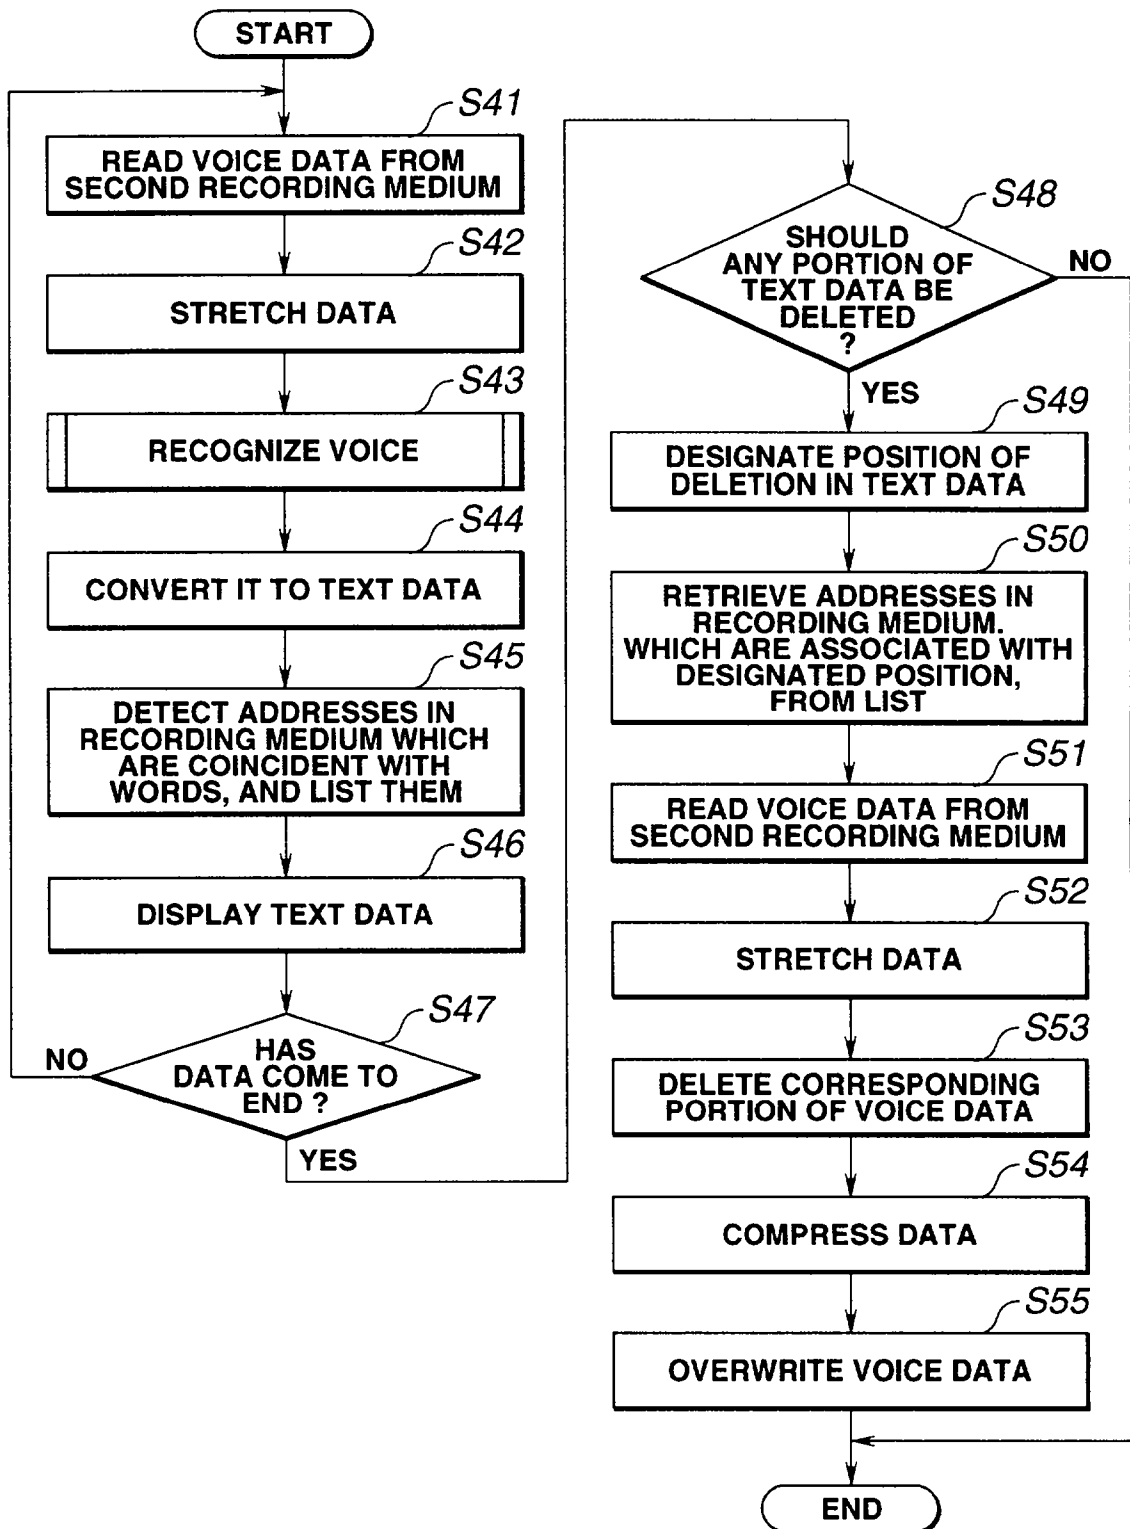 START
S41
READ VOICE DATA FROM
SECOND RECORDING MEDIUM
S42
STRETCH DATA
S43
RECOGNIZE VOICE
S44
CONVERT IT TO TEXT DATA
S45
DETECT ADDRESSES IN
RECORDING MEDIUM WHICH
ARE COINCIDENT WITH
WORDS, AND LIST THEM
S46
DISPLAY TEXT DATA
S47
HAS
DATA COME TO
END ?
NO
YES
S48
SHOULD
ANY PORTION OF
TEXT DATA BE
DELETED
?
NO
YES
S49
DESIGNATE POSITION OF
DELETION IN TEXT DATA
S50
RETRIEVE ADDRESSES IN
RECORDING MEDIUM.
WHICH ARE ASSOCIATED WITH
DESIGNATED POSITION,
FROM LIST
S51
READ VOICE DATA FROM
SECOND RECORDING MEDIUM
S52
STRETCH DATA
S53
DELETE CORRESPONDING
PORTION OF VOICE DATA
S54
COMPRESS DATA
S55
OVERWRITE VOICE DATA
END